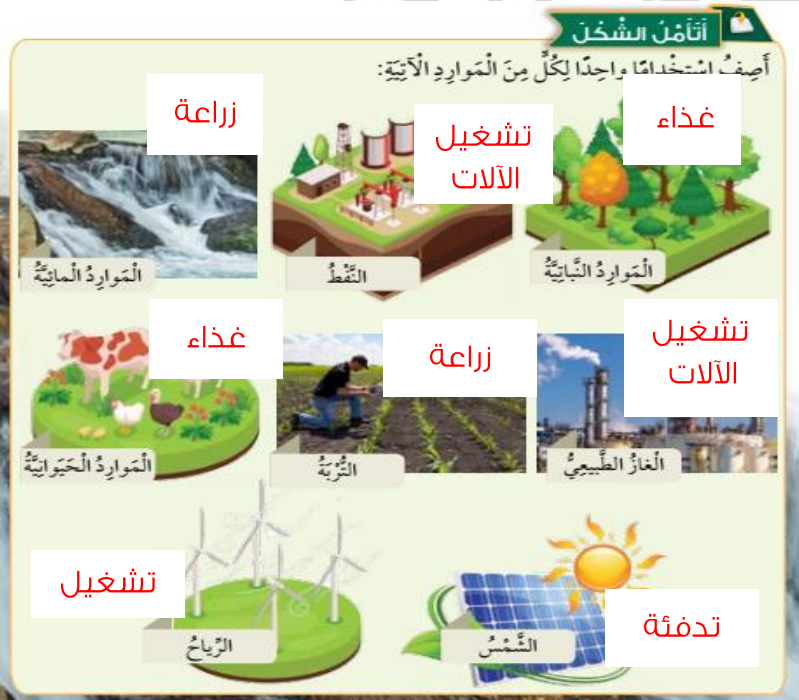 أَتَأَمَّلُ الشَّكْلَ
أَصِفُ اسْتِخْدامًا واحِدًا لِكُلٍّ مِنَ الْمَوارِدِ الْآتِيَةِ:
غذاء
الْمَوارِدُ النَّباتِيَّةُ
تشغيل
الآلات
النَّفْطُ
زراعة
الْمَوارِدُ الْمائِيَّةُ
تشغيل
الآلات
الْغازُ الطَّبيعِيُّ
زراعة
التُّرْبَةُ
غذاء
الْمَوارِدُ الْحَيَوانِيَّةُ
تدفئة
الشَّمْسُ
تشغيل
الرِّياحُ